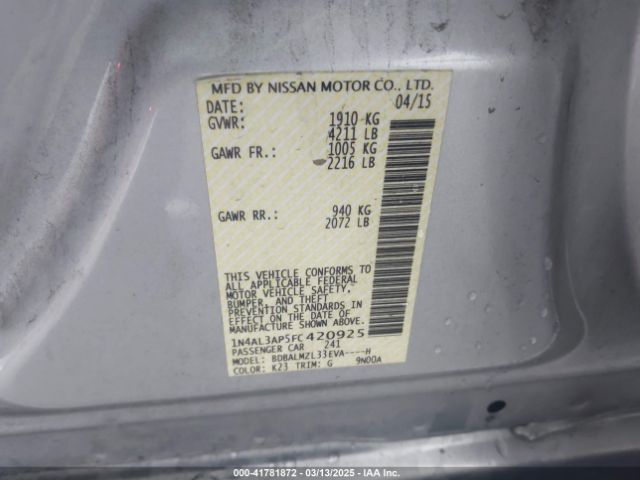 MFD BY NISSAN MOTOR CO., LTD.
DATE: 04/15
GVWR: 1910 KG
4211 LB
GAWR FR.: 1005 KG
2216 LB
GAWR RR.: 940 KG
2072 LB
THIS VEHICLE CONFORMS TO
ALL APPLICABLE FEDERAL
MOTOR VEHICLE SAFETY,
BUMPER, AND THEFT
PREVENTION STANDARDS IN
EFFECT ON THE DATE OF
MANUFACTURE SHOWN ABOVE.
1N4AL3AP5FC420925
PASSENGER CAR 241
MODEL: BDBALMZL33EVA----H
COLOR: K23 TRIM: G 9N00A
000-41781872 / 03/13/2025 / IAA Inc.